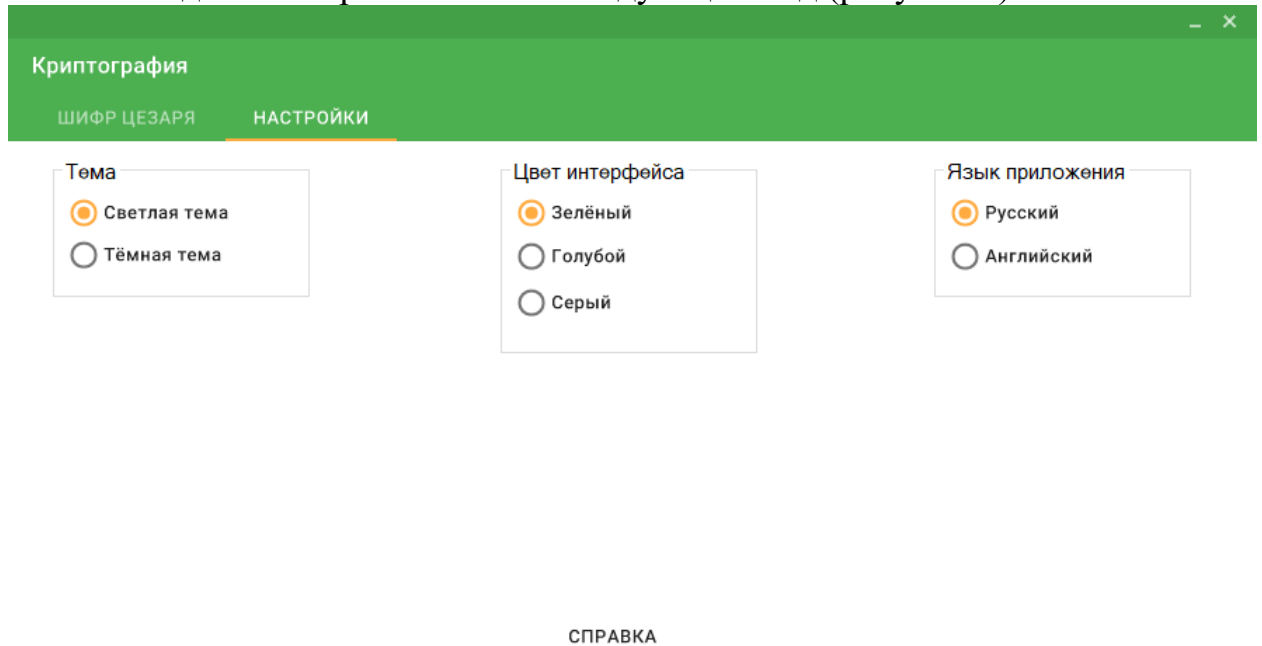 Криптография
ШИФР ЦЕЗАРЯ НАСТРОЙКИ
Тема Цвет интерфейса Язык приложения
Светлая тема Зелёный Русский
Тёмная тема Голубой Английский
Серый
СПРАВКА